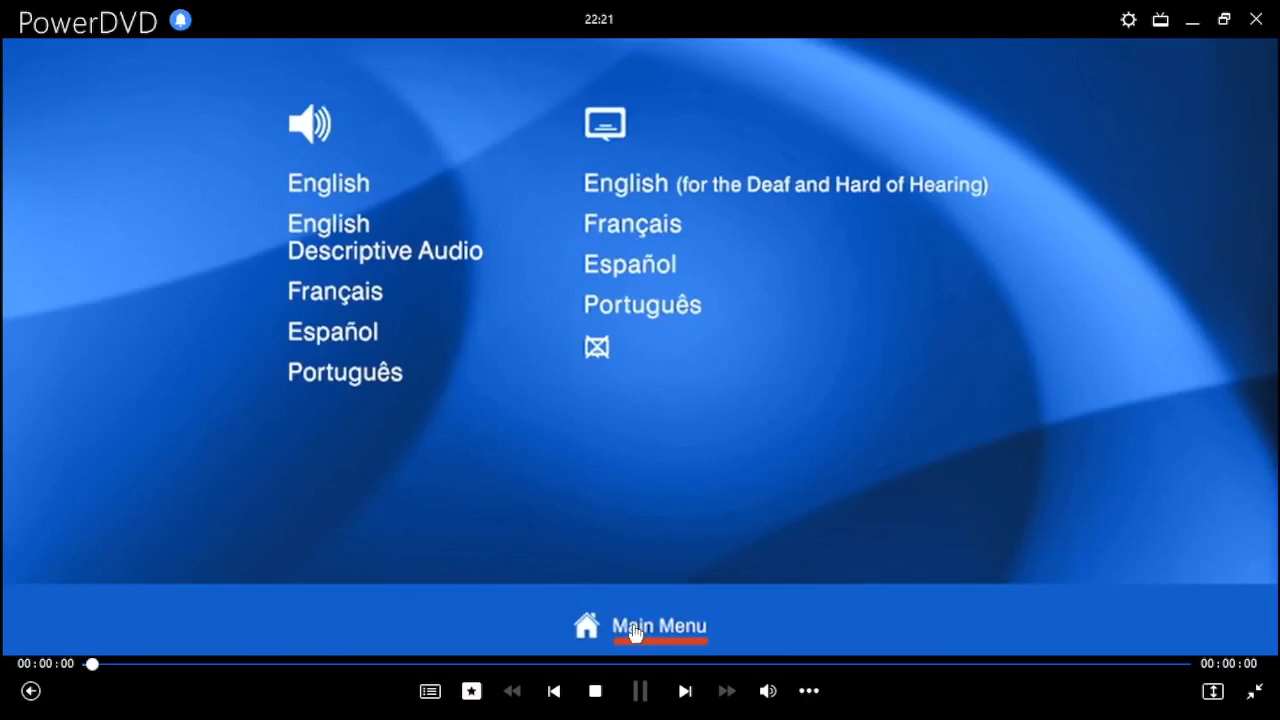 PowerDVD
22:21
English
English
Descriptive Audio
Français
Español
Português
English (for the Deaf and Hard of Hearing)
Français
Español
Português
Main Menu
00:00:00
00:00:00